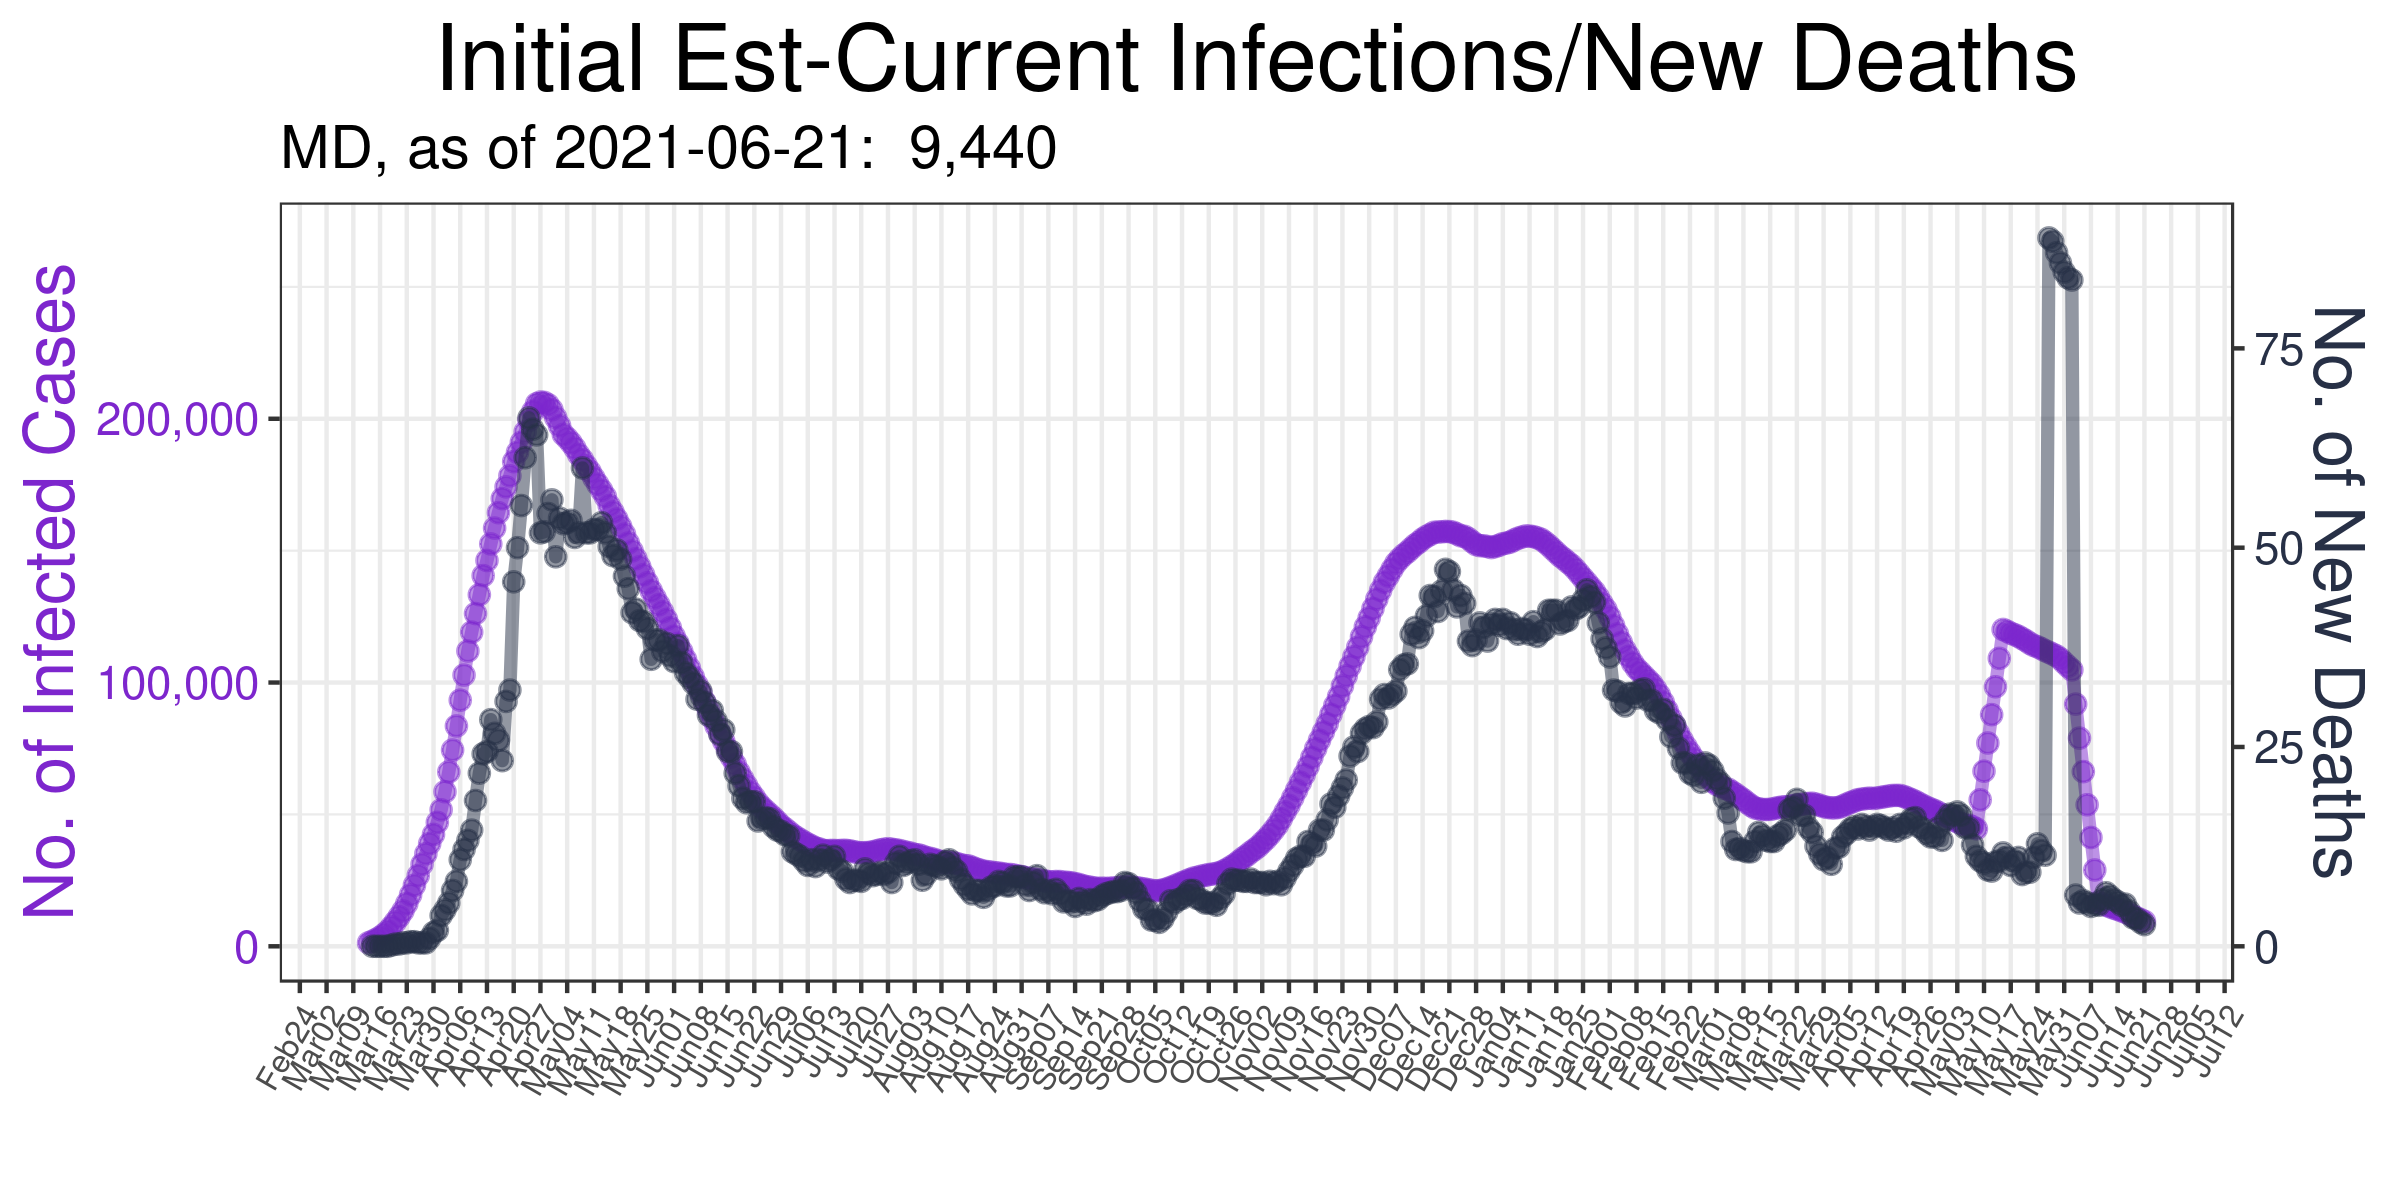 Initial Est-Current Infections/New Deaths
MD, as of 2021-06-21: 9,440
No. of Infected Cases
200,000
100,000
0
75
50
25
0
No. of New Deaths
Feb24
Mar02
Mar09
Mar16
Mar23
Mar30
Apr06
Apr13
Apr20
Apr27
May04
May11
May18
May25
Jun01
Jun08
Jun15
Jun22
Jun29
Jul06
Jul13
Jul20
Jul27
Aug03
Aug10
Aug17
Aug24
Aug31
Sep07
Sep14
Sep21
Sep28
Oct05
Oct12
Oct19
Oct26
Nov02
Nov09
Nov16
Nov23
Nov30
Dec07
Dec14
Dec21
Dec28
Jan04
Jan11
Jan18
Jan25
Feb01
Feb08
Feb15
Feb22
Mar01
Mar08
Mar15
Mar22
Mar29
Apr05
Apr12
Apr19
Apr26
May03
May10
May17
May24
May31
Jun07
Jun14
Jun21
Jun28
Jul05
Jul12